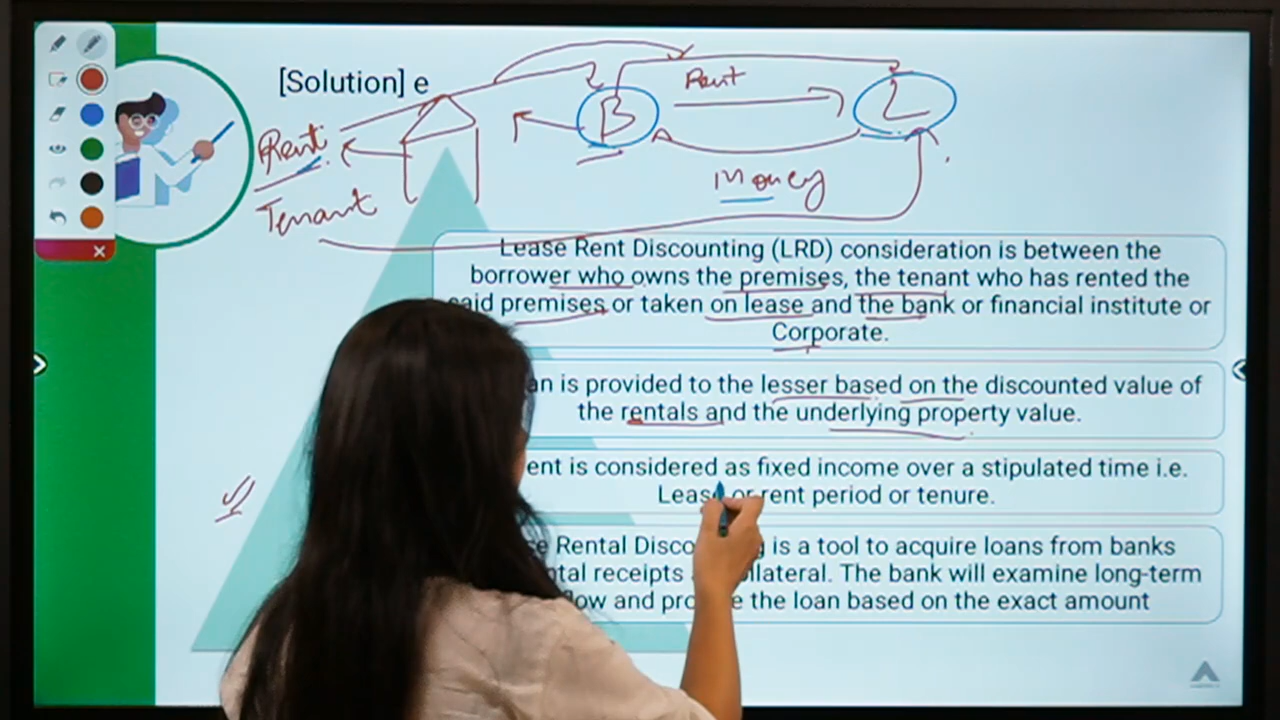 [Solution] e
Rent
B
L
Rent
Money
Tenant
Lease Rent Discounting (LRD) consideration is between the
borrower who owns the premises, the tenant who has rented the
said premises or taken on lease and the bank or financial institute or
Corporate.
an is provided to the lesser based on the discounted value of
the rentals and the underlying property value.
ent is considered as fixed income over a stipulated time i.e.
Lease or rent period or tenure.
e Rental Disco g is a tool to acquire loans from banks
tal receipts llateral. The bank will examine long-term
ow and pro e the loan based on the exact amount